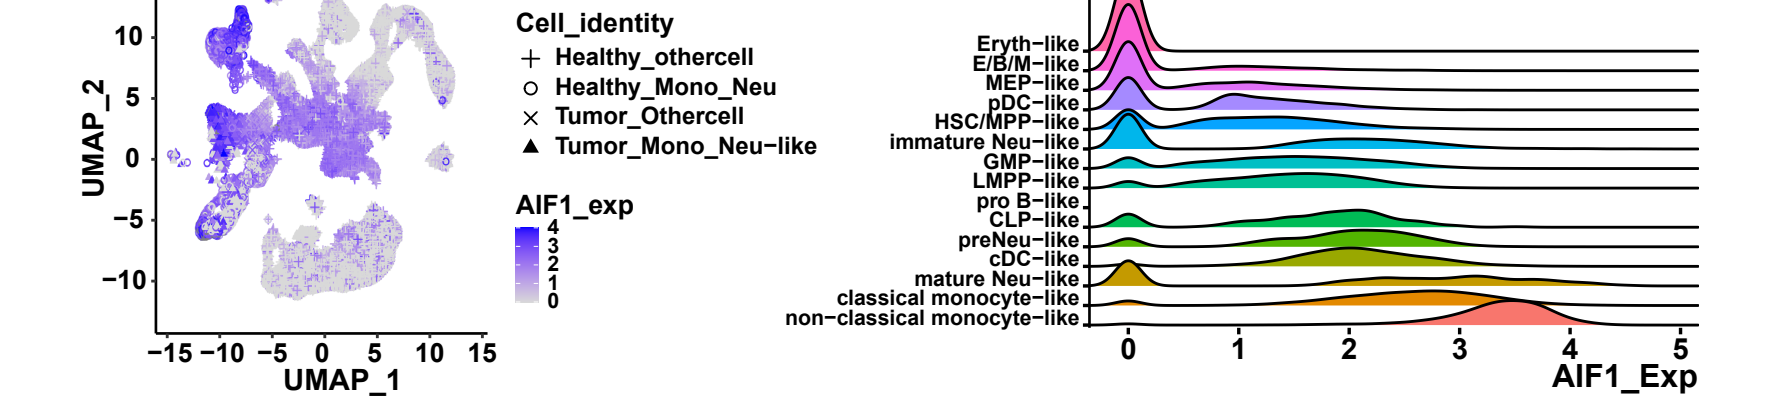 10
5
0
−5
−10
UMAP_2
−15 −10 −5 0 5 10 15
UMAP_1
Cell_identity
Healthy_othercell
Healthy_Mono_Neu
Tumor_Othercell
Tumor_Mono_Neu−like
AIF1_exp
4
3
2
1
0
Eryth−like
E/B/M−like
MEP−like
pDC−like
HSC/MPP−like
immature Neu−like
GMP−like
LMPP−like
pro B−like
CLP−like
preNeu−like
cDC−like
mature Neu−like
classical monocyte−like
non−classical monocyte−like
0 1 2 3 4 5
AIF1_Exp